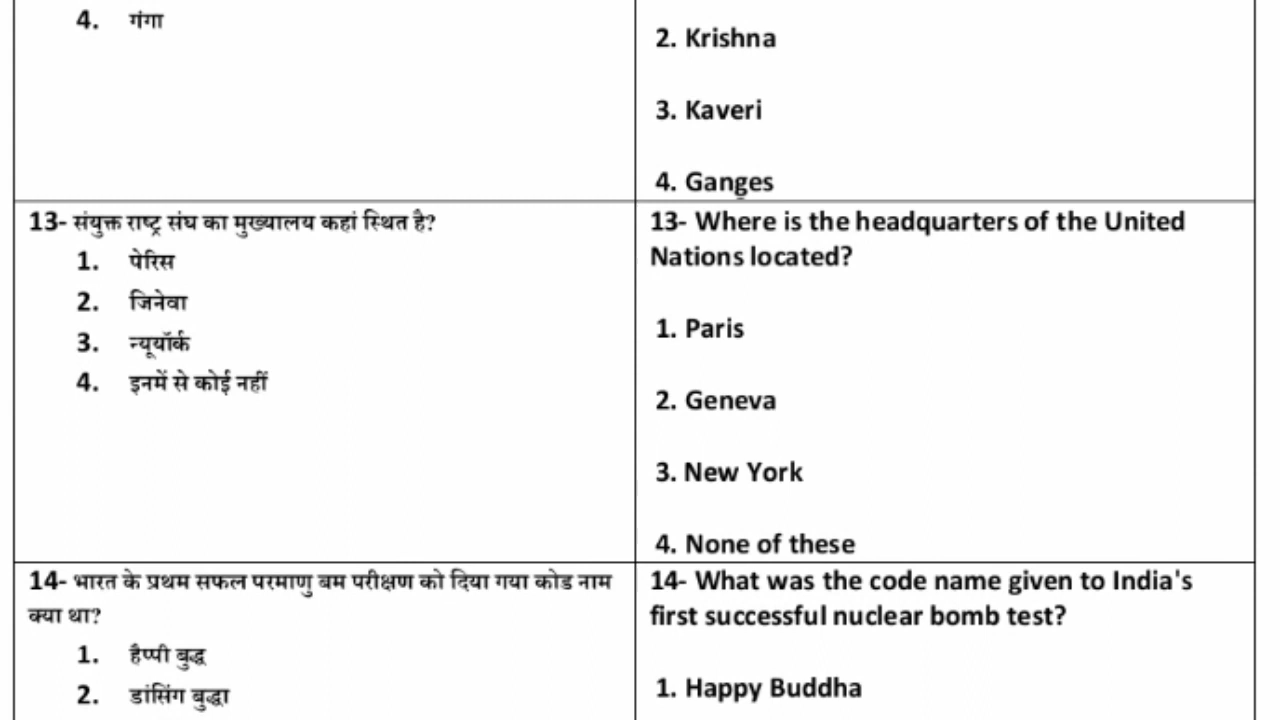 4. गंगा
2. Krishna
3. Kaveri
4. Ganges
13- संयुक्त राष्ट्र संघ का मुख्यालय कहां स्थित है?
1. पेरिस
2. जिनेवा
3. न्यूयॉर्क
4. इनमें से कोई नहीं
13- Where is the headquarters of the United
Nations located?
1. Paris
2. Geneva
3. New York
4. None of these
14- भारत के प्रथम सफल परमाणु बम परीक्षण को दिया गया कोड नाम
क्या था?
1. हैप्पी बुद्ध
2. डांसिंग बुद्धा
14- What was the code name given to India's
first successful nuclear bomb test?
1. Happy Buddha